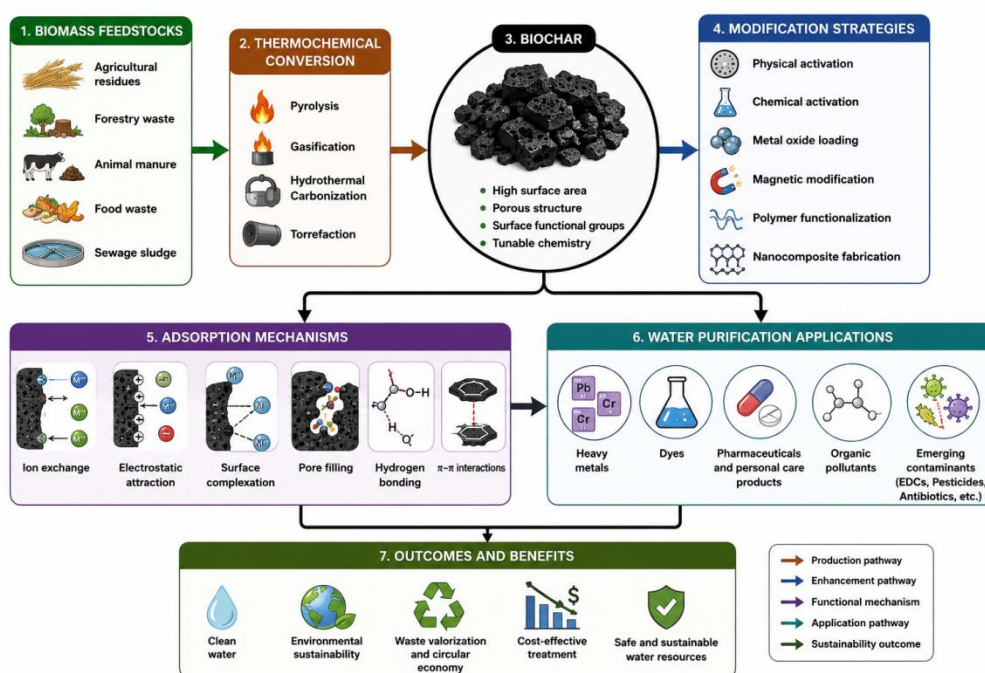 1. BIOMASS FEEDSTOCKS
Agricultural
residues
Forestry waste
Animal manure
Food waste
Sewage sludge
2. THERMOCHEMICAL
CONVERSION
Pyrolysis
Gasification
Hydrothermal
Carbonization
Torrefaction
3. BIOCHAR
• High surface area
• Porous structure
• Surface functional groups
• Tunable chemistry
4. MODIFICATION STRATEGIES
Physical activation
Chemical activation
Metal oxide loading
Magnetic modification
Polymer functionalization
Nanocomposite fabrication
5. ADSORPTION MECHANISMS
Ion exchange
Electrostatic
attraction
Surface
complexation
Pore filling
O-H
H
Hydrogen
bonding
π–π interactions
6. WATER PURIFICATION APPLICATIONS
Pb
Cr
Cr
Heavy
metals
Dyes
Pharmaceuticals
and personal care
products
Organic
pollutants
Emerging
contaminants
(EDCs, Pesticides,
Antibiotics, etc.)
7. OUTCOMES AND BENEFITS
Clean
water
Environmental
sustainability
Waste valorization
and circular
economy
$
Cost-effective
treatment
Safe and sustainable
water resources
Production pathway
Enhancement pathway
Functional mechanism
Application pathway
Sustainability outcome